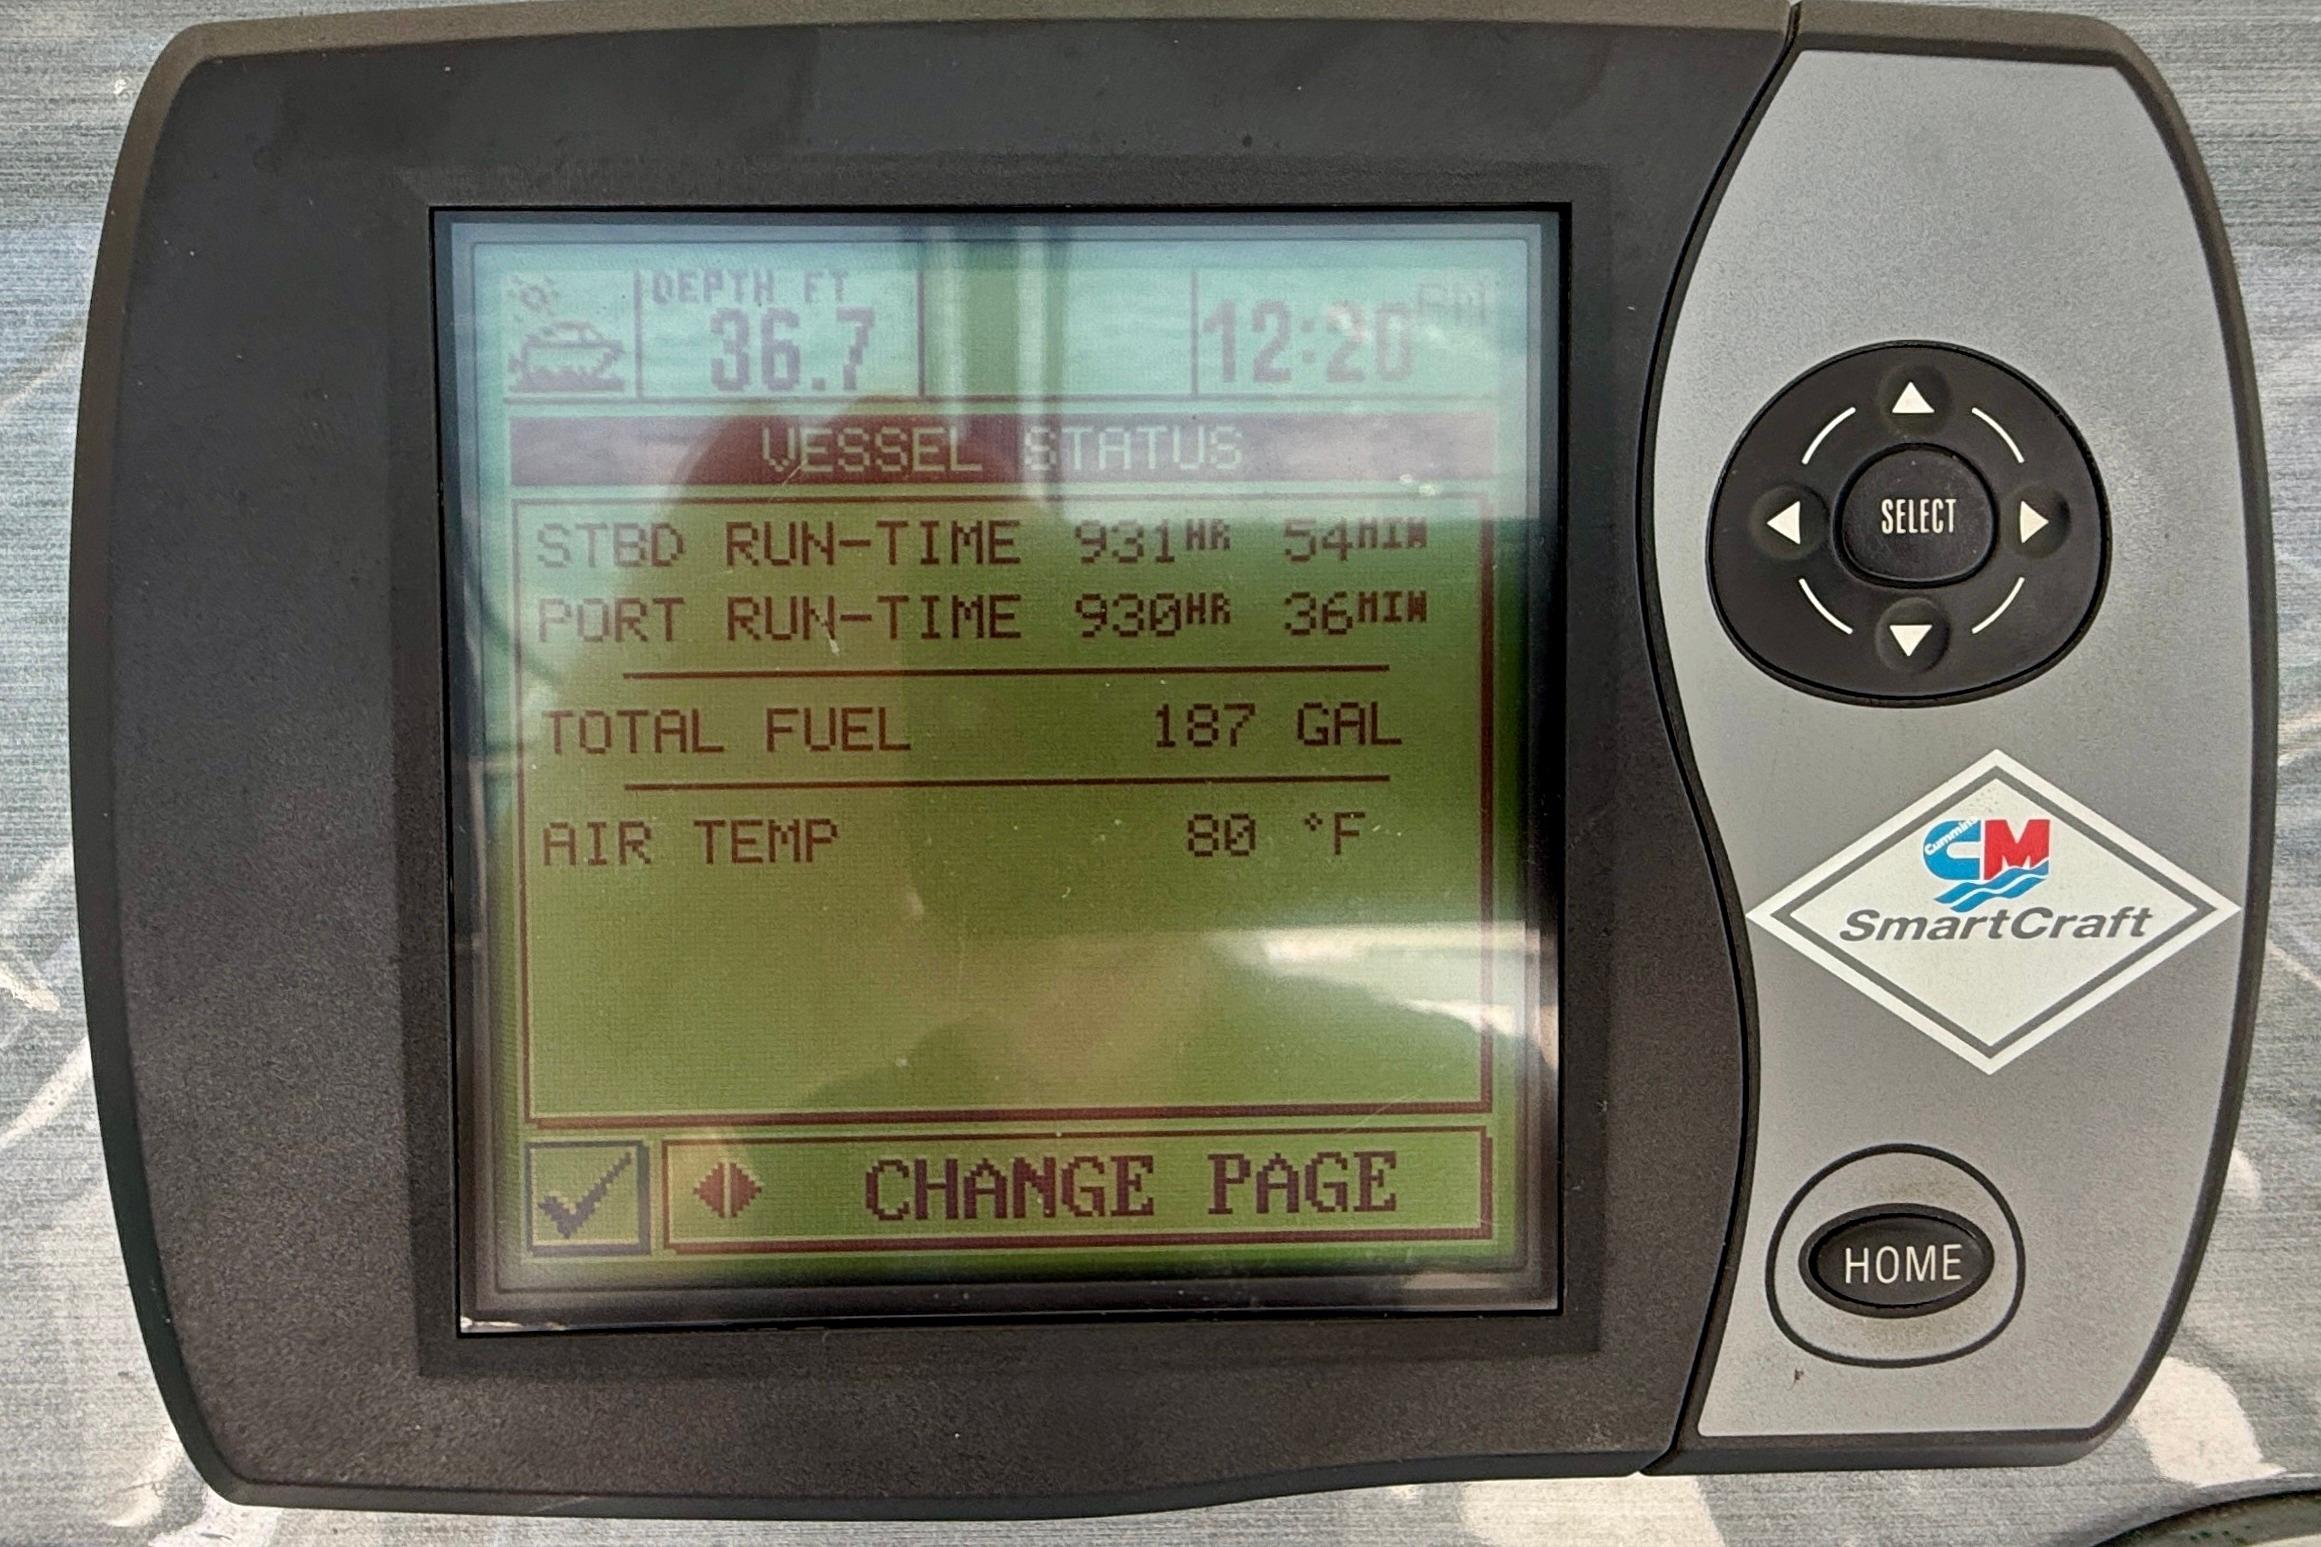 DEPTH FT
36.7
12:20 PM
VESSEL STATUS
STBD RUN-TIME 931HR 54MIN
PORT RUN-TIME 930HR 36MIN
TOTAL FUEL 187 GAL
AIR TEMP 80 °F
CHANGE PAGE
SELECT
Cummins
CM
SmartCraft
HOME